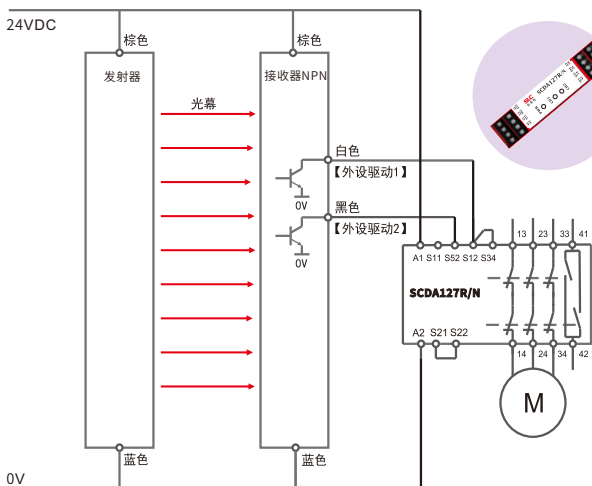 24VDC
棕色
棕色
发射器
接收器NPN
光幕
白色
【外设驱动1】
0V
黑色
【外设驱动2】
0V
SLC
SCDA127R/N
13 23 33 41
A1 S11 S52 S12 S34
SCDA127R/N
A2 S21 S22
14 24 34 42
M
蓝色
蓝色
0V